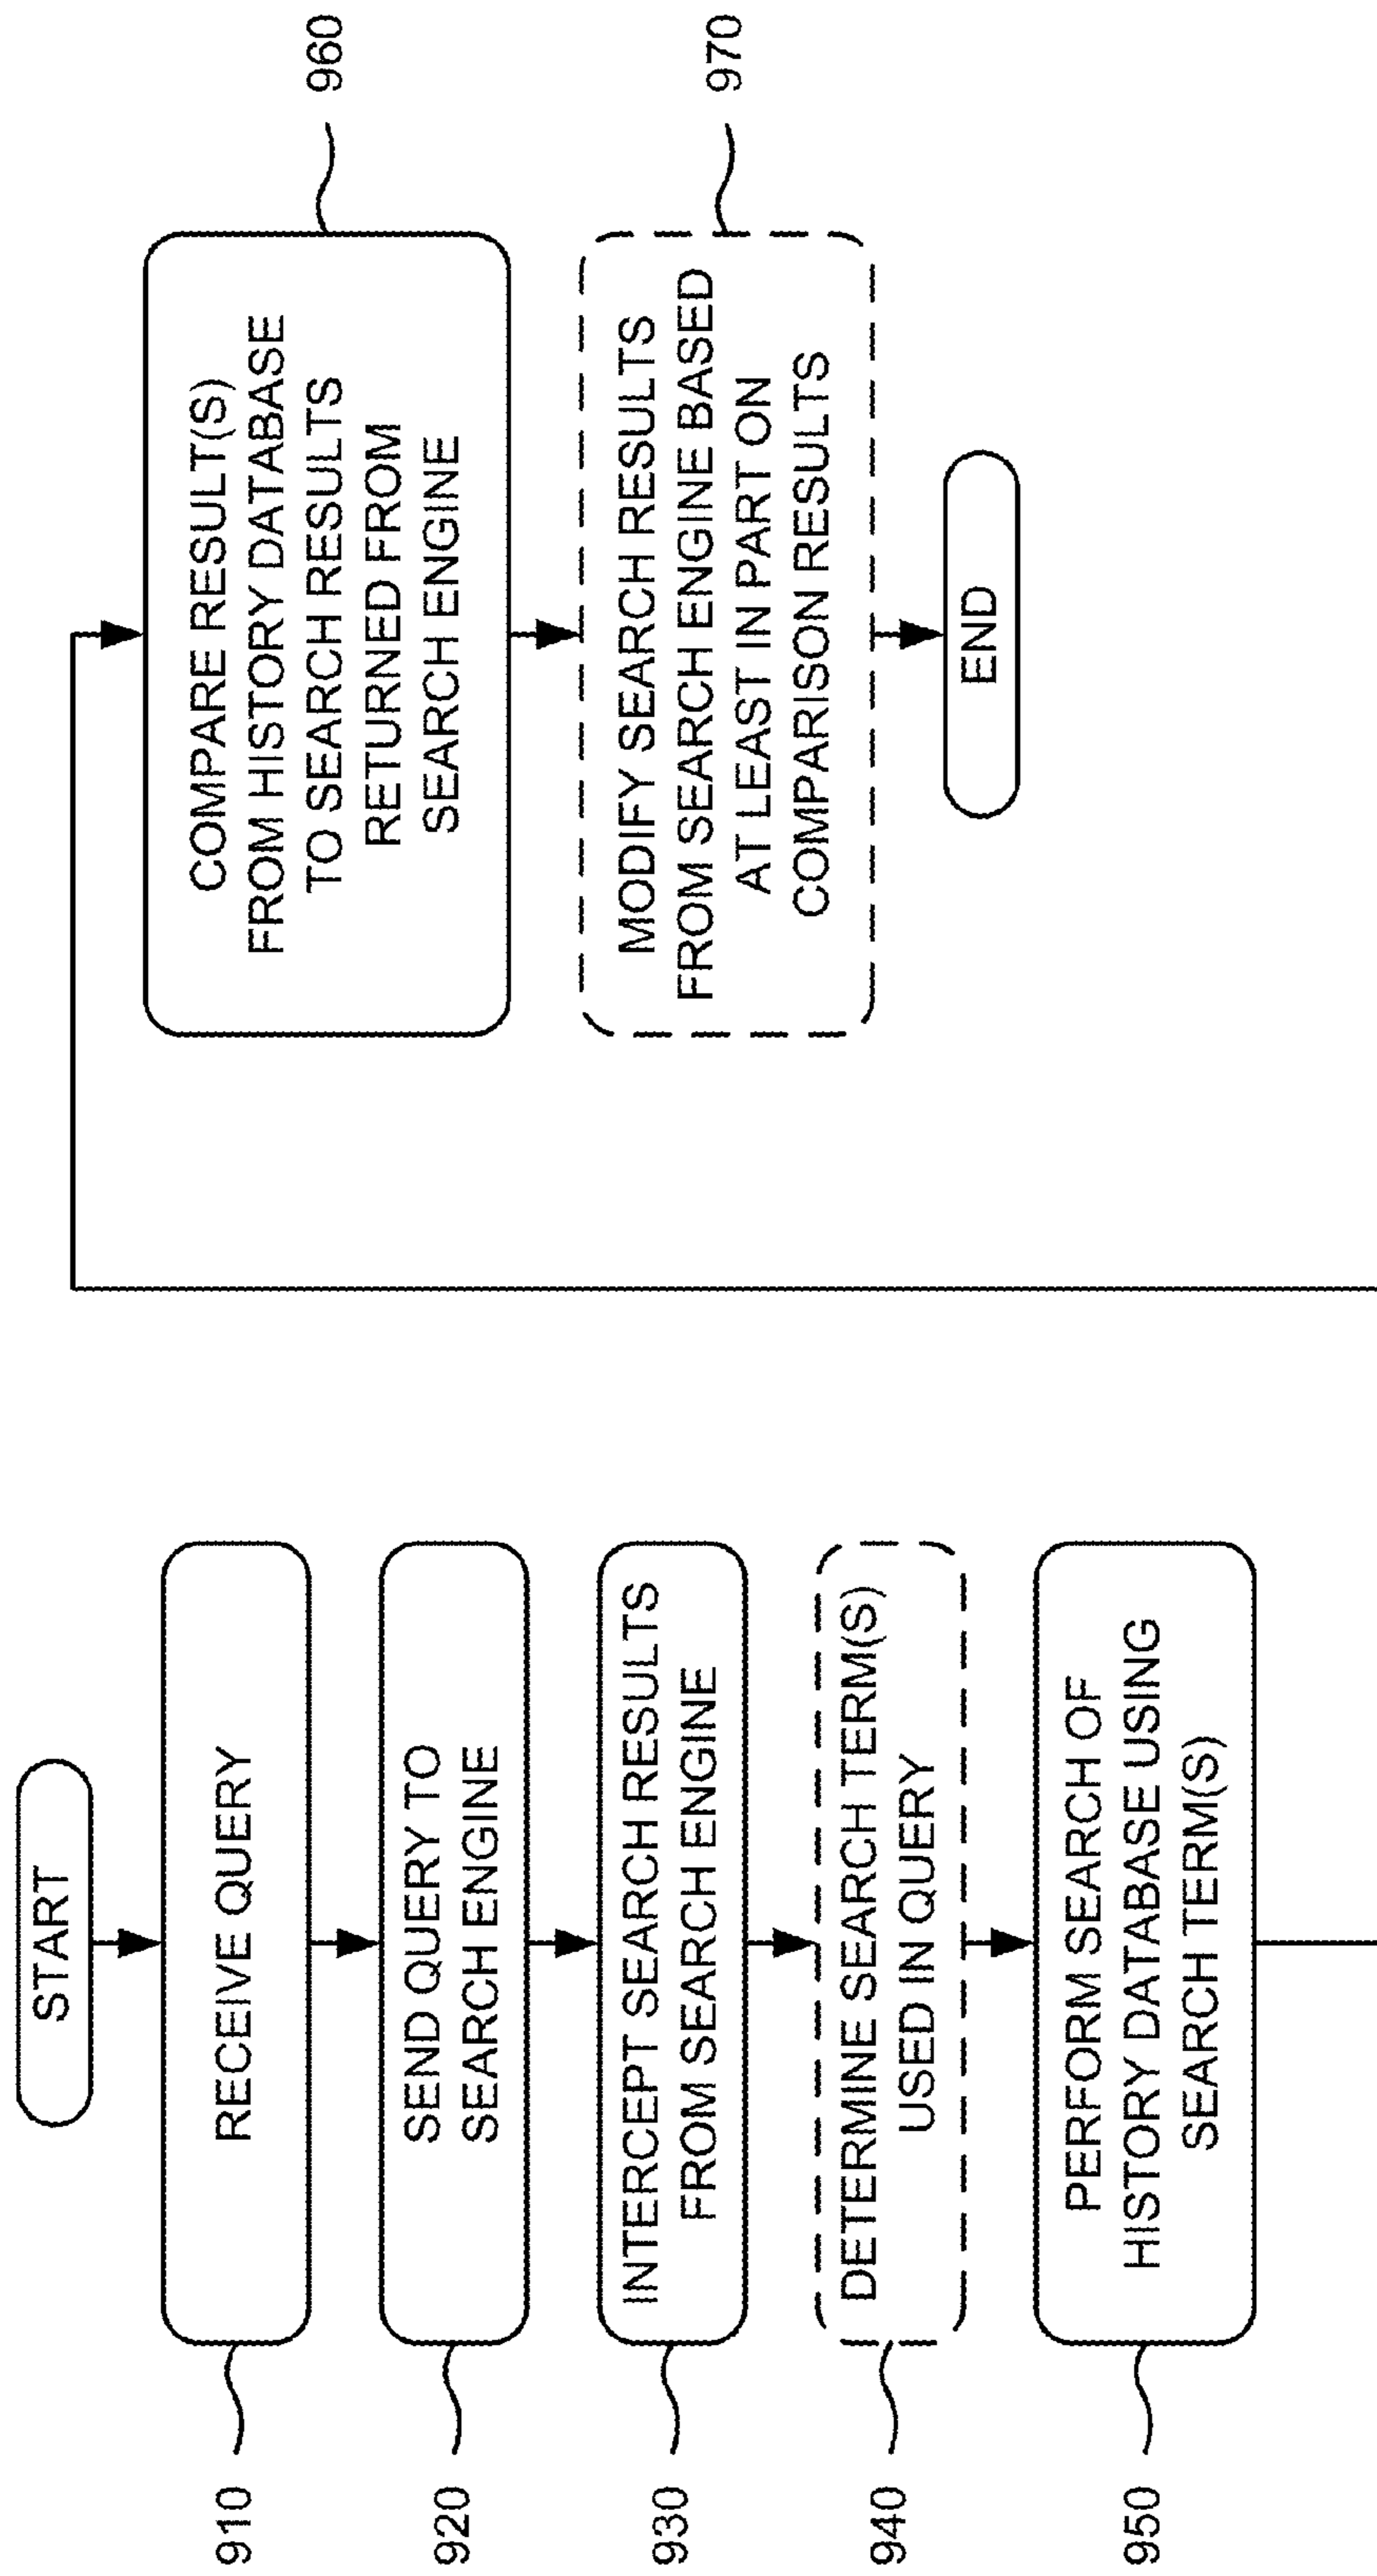 START
RECEIVE QUERY
910
SEND QUERY TO
SEARCH ENGINE
920
INTERCEPT SEARCH RESULTS
FROM SEARCH ENGINE
930
DETERMINE SEARCH TERM(S)
USED IN QUERY
940
PERFORM SEARCH OF
HISTORY DATABASE USING
SEARCH TERM(S)
950
COMPARE RESULT(S)
FROM HISTORY DATABASE
TO SEARCH RESULTS
RETURNED FROM
SEARCH ENGINE
960
MODIFY SEARCH RESULTS
FROM SEARCH ENGINE BASED
AT LEAST IN PART ON
COMPARISON RESULTS
970
END